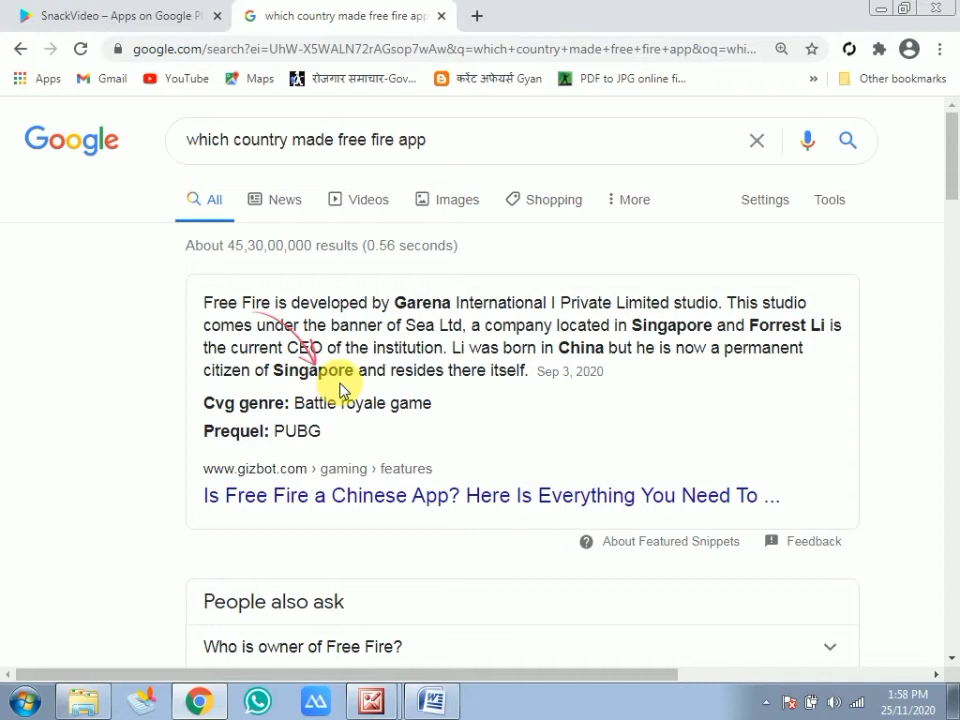 SnackVideo – Apps on Google Pl
which country made free fire app
google.com/search?ei=UhW-X5WALN72rAGsop7wAw&q=which+country+made+free+fire+app&oq=whi...
Apps
Gmail
YouTube
Maps
रोजगार समाचार-Gov...
करेंट अफेयर्स Gyan
PDF to JPG online fi...
»
Other bookmarks
Google
which country made free fire app
All
News
Videos
Images
Shopping
More
Settings
Tools
About 45,30,00,000 results (0.56 seconds)
Free Fire is developed by Garena International I Private Limited studio. This studio
comes under the banner of Sea Ltd, a company located in Singapore and Forrest Li is
the current CEO of the institution. Li was born in China but he is now a permanent
citizen of Singapore and resides there itself. Sep 3, 2020
Cvg genre: Battle royale game
Prequel: PUBG
www.gizbot.com › gaming › features
Is Free Fire a Chinese App? Here Is Everything You Need To ...
About Featured Snippets
Feedback
People also ask
Who is owner of Free Fire?
1:58 PM
25/11/2020